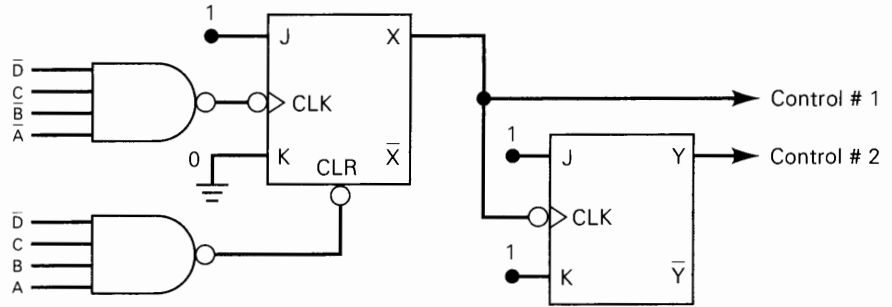 1
J X
D̅
C
B̅
A̅
CLK
Control # 1
0
K X̅
CLR
1
J Y
Control # 2
D̅
C
B
A
CLK
1
K Y̅